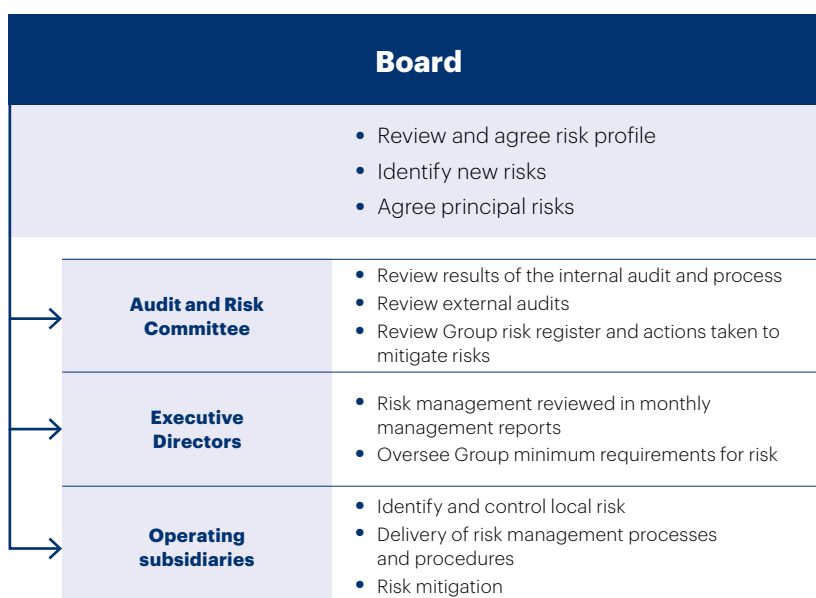 Board
• Review and agree risk profile
• Identify new risks
• Agree principal risks
Audit and Risk
Committee
• Review results of the internal audit and process
• Review external audits
• Review Group risk register and actions taken to
mitigate risks
Executive
Directors
• Risk management reviewed in monthly
management reports
• Oversee Group minimum requirements for risk
Operating
subsidiaries
• Identify and control local risk
• Delivery of risk management processes
and procedures
• Risk mitigation